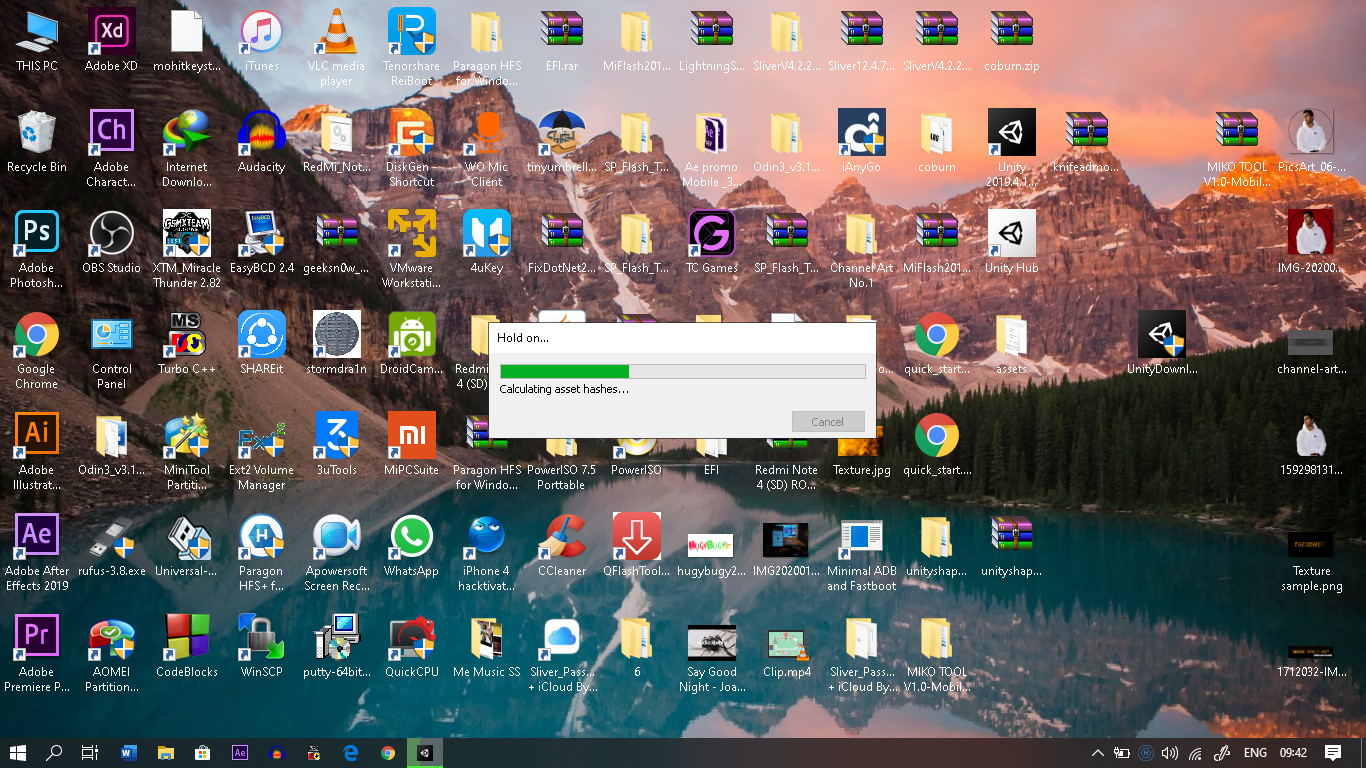 THIS PC
Adobe XD
mohitkeyst...
iTunes
VLC media
player
Tenorshare
ReiBoot
Paragon HFS
for Windo...
EFI.rar
MiFlash201...
LightningS...
SliverV4.2.2...
Sliver12.4.7...
SliverV4.2.2...
coburn.zip
Recycle Bin
Ch
Adobe
Charact...
Internet
Downlo...
Audacity
RedMi_Not...
DiskGen -
Shortcut
WO Mic
Client
tinyumbrell...
SP_Flash_T...
Ae promo
Mobile _3...
Odin3_v3.1...
iAnyGo
coburn
Unity
2019.4.1...
knifeadmo...
MIKO TOOL
V1.0-Mobil...
PicsArt_06-...
Ps
Adobe
Photosh...
OBS Studio
XTM_Miracle
Thunder 2.82
EasyBCD 2.4
geeksn0w_...
VMware
Workstati...
4uKey
FixDotNet2...
SP_Flash_T...
TC Games
SP_Flash_T...
Channel Art
No.1
MiFlash201...
Unity Hub
IMG-20200...
Google
Chrome
Control
Panel
MS
Turbo C++
SHAREit
stormdra1n
DroidCam...
Redmi
4 (SD)
quick_start...
assets
UnityDownl...
channel-art...
Hold on...
Calculating asset hashes...
Cancel
Ai
Adobe
Illustrat...
Odin3_v3.1...
MiniTool
Partiti...
Ext2
Ext2 Volume
Manager
3uTools
MiPCSuite
Paragon HFS
for Windo...
PowerISO 7.5
Porttable
PowerISO
EFI
Redmi Note
4 (SD) RO...
Texture.jpg
quick_start...
159298131...
Ae
Adobe After
Effects 2019
rufus-3.8.exe
Universal-...
Paragon
HFS+ f...
Apowersoft
Screen Rec...
WhatsApp
iPhone 4
hacktivat...
CCleaner
QFlashTool...
hugybugy2...
IMG202001...
Minimal ADB
and Fastboot
unityshap...
unityshap...
Texture
sample.png
Pr
Adobe
Premiere P...
AOMEI
Partition...
CodeBlocks
WinSCP
putty-64bit...
QuickCPU
Me Music SS
Sliver_Pass...
+ iCloud By...
6
Say Good
Night - Joa...
Clip.mp4
Sliver_Pass...
+ iCloud By...
MIKO TOOL
V1.0-Mobil...
1712032-IM...
ENG
09:42